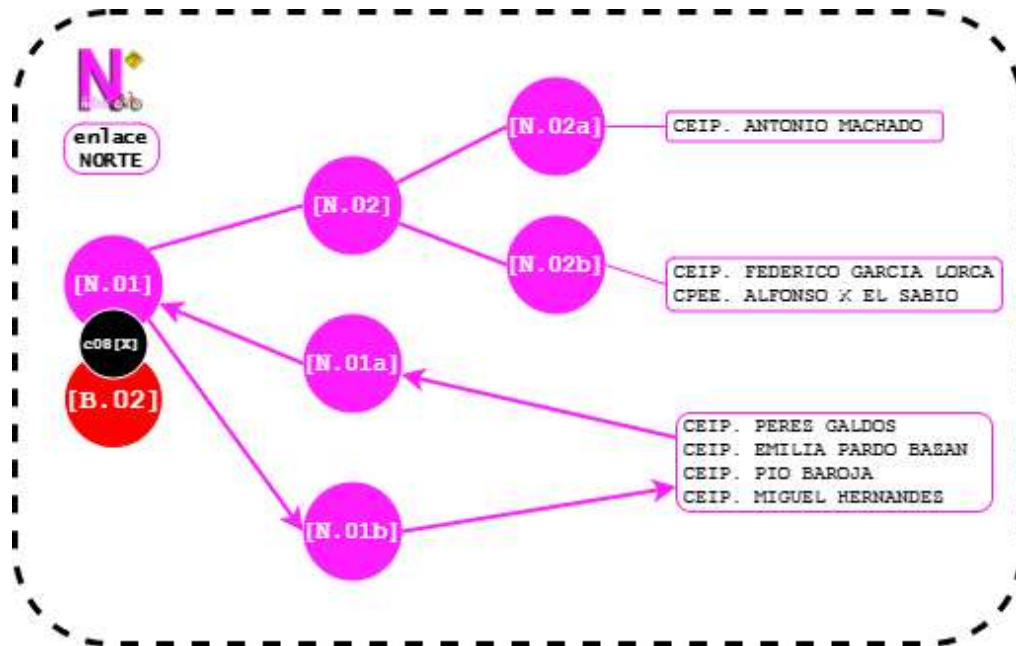 N
enlace
NORTE
[N.02a]
CEIP. ANTONIO MACHADO
[N.02]
[N.02b]
CEIP. FEDERICO GARCIA LORCA
CPEE. ALFONSO X EL SABIO
[N.01]
c08[X]
[B.02]
[N.01a]
CEIP. PEREZ GALDOS
CEIP. EMILIA PARDO BAZAN
CEIP. PIO BAROJA
CEIP. MIGUEL HERNANDES
[N.01b]